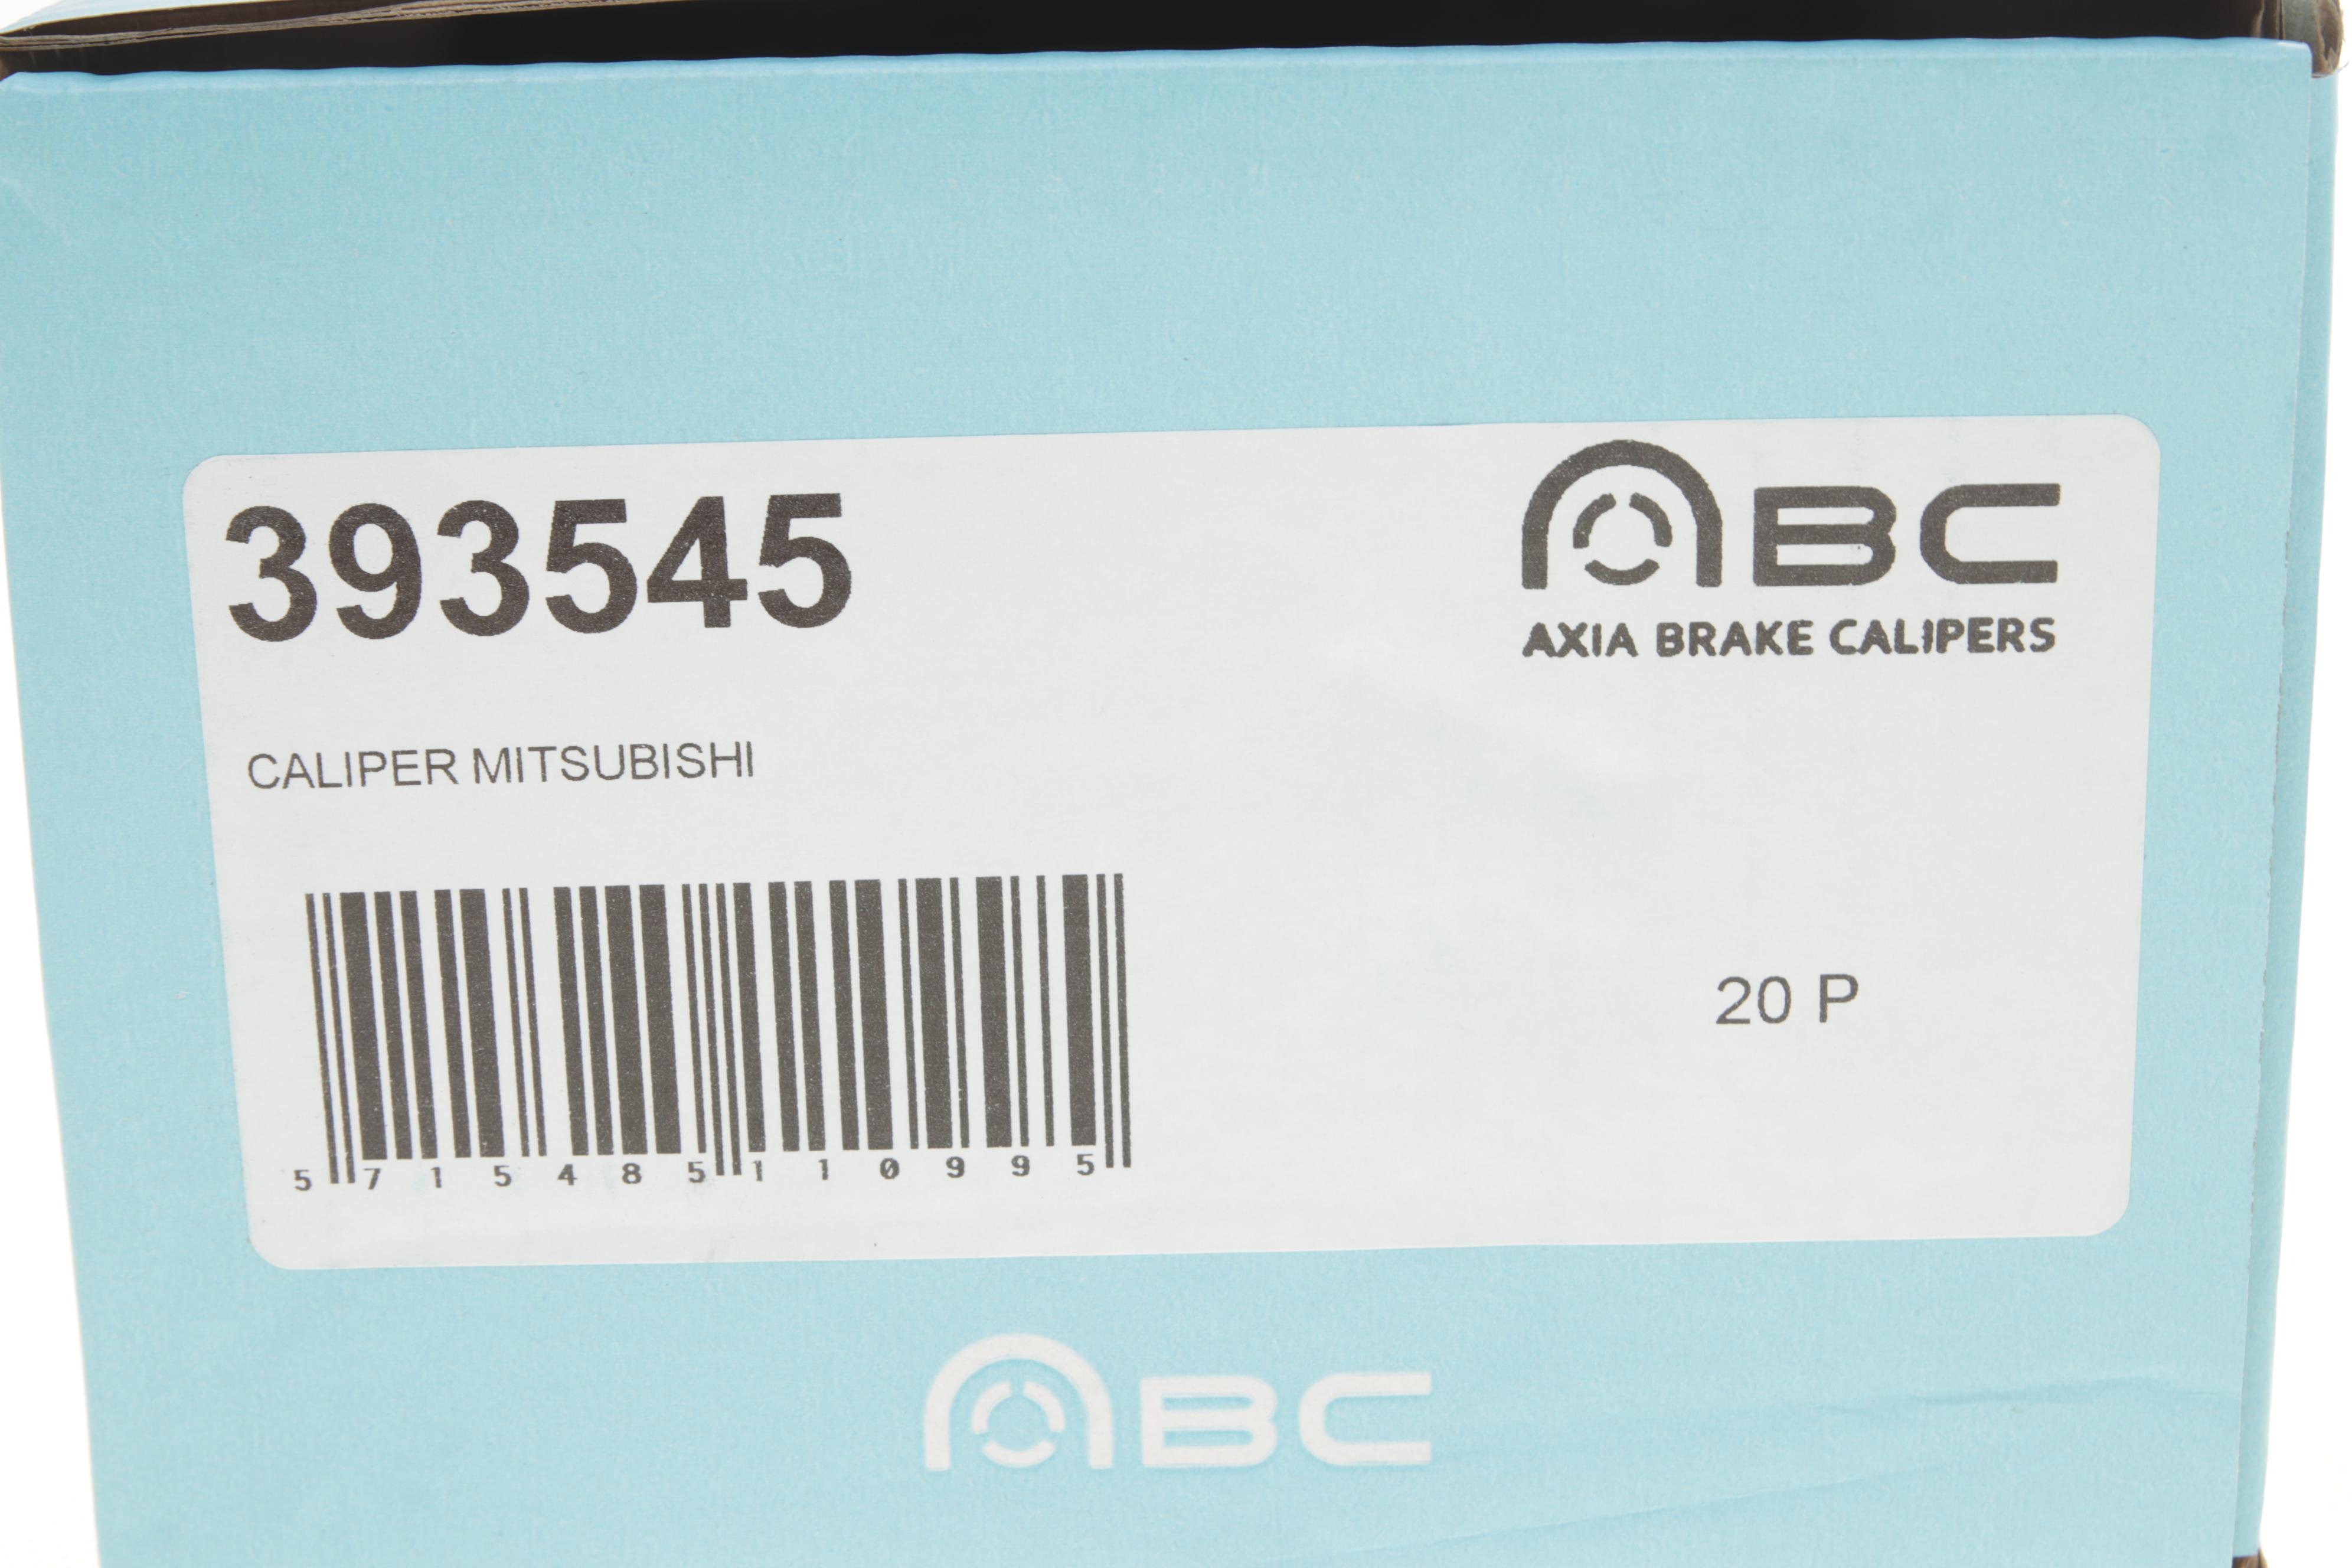 393545
ABC
AXIA BRAKE CALIPERS
CALIPER MITSUBISHI
20 P
5 715485 110995
ABC